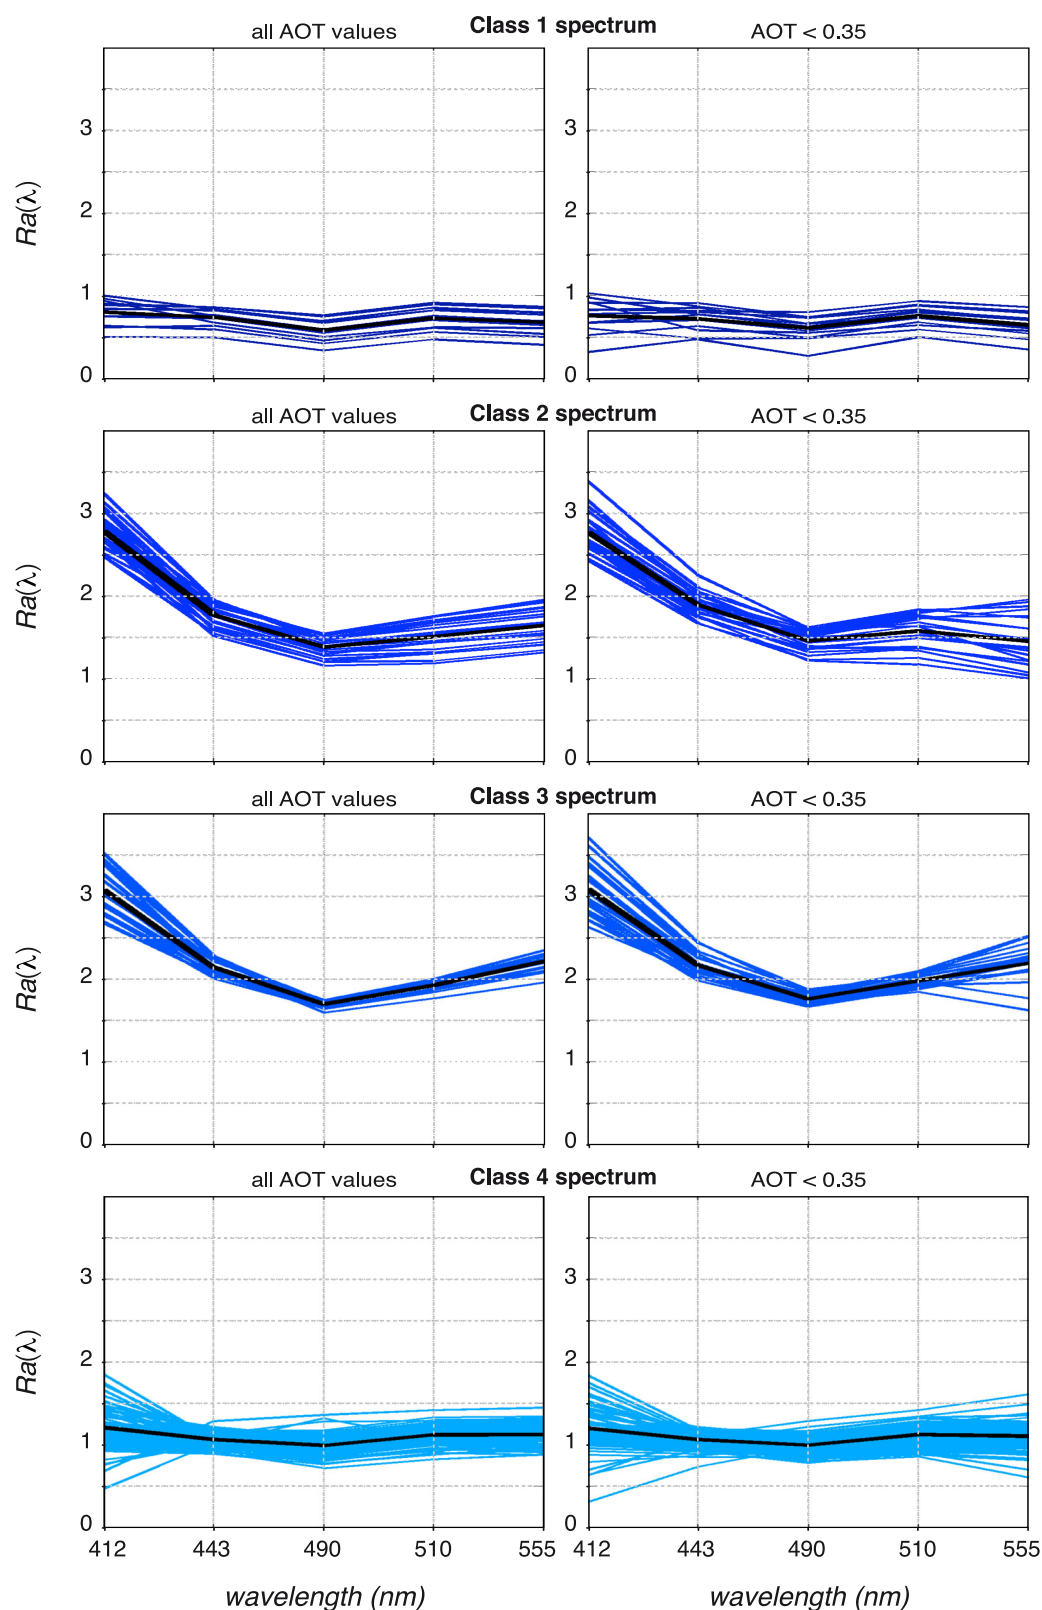 all AOT values Class 1 spectrum AOT < 0.35
3 3
Ra(λ)
2 2
1 1
0 0
all AOT values Class 2 spectrum AOT < 0.35
3 3
Ra(λ)
2 2
1 1
0 0
all AOT values Class 3 spectrum AOT < 0.35
3 3
Ra(λ)
2 2
1 1
0 0
all AOT values Class 4 spectrum AOT < 0.35
3 3
Ra(λ)
2 2
1 1
0 0
412 443 490 510 555 412 443 490 510 555
wavelength (nm) wavelength (nm)